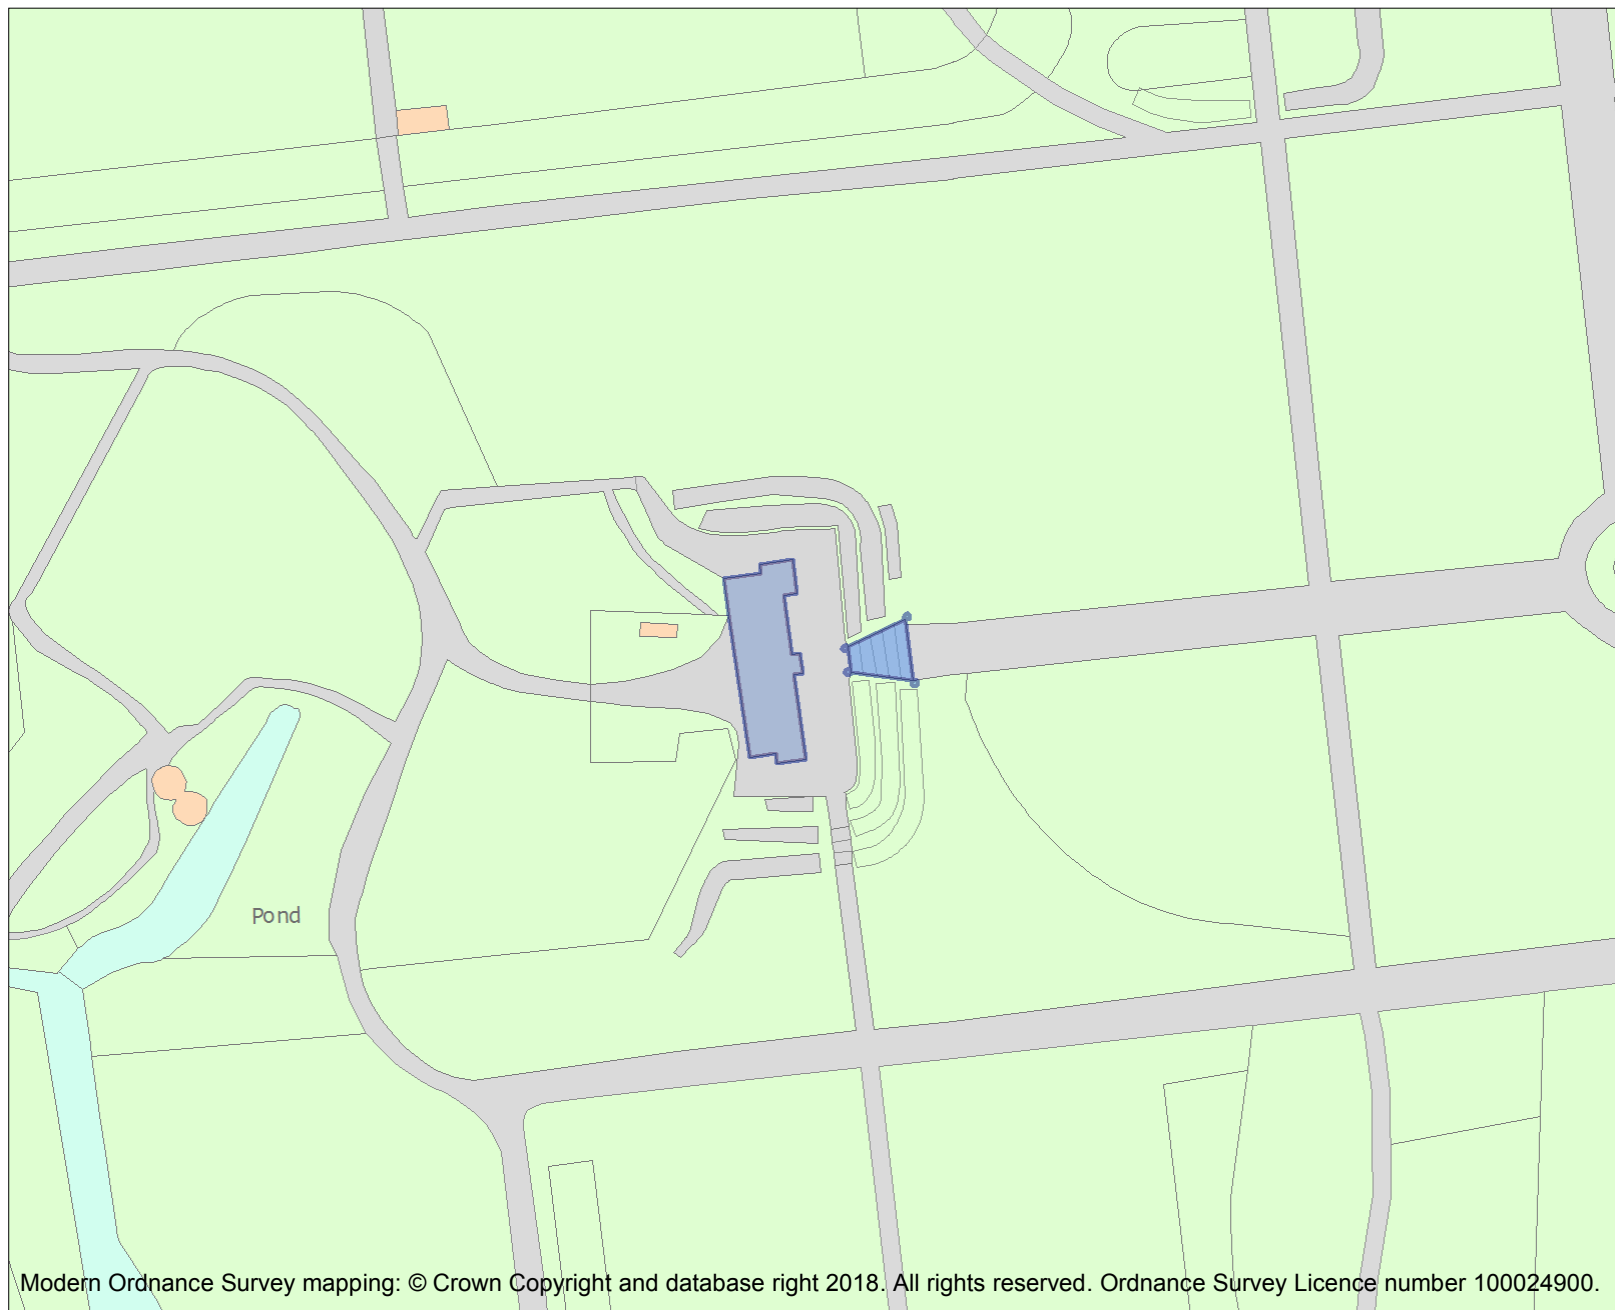 Pond
Modern Ordnance Survey mapping: © Crown Copyright and database right 2018. All rights reserved. Ordnance Survey Licence number 100024900.